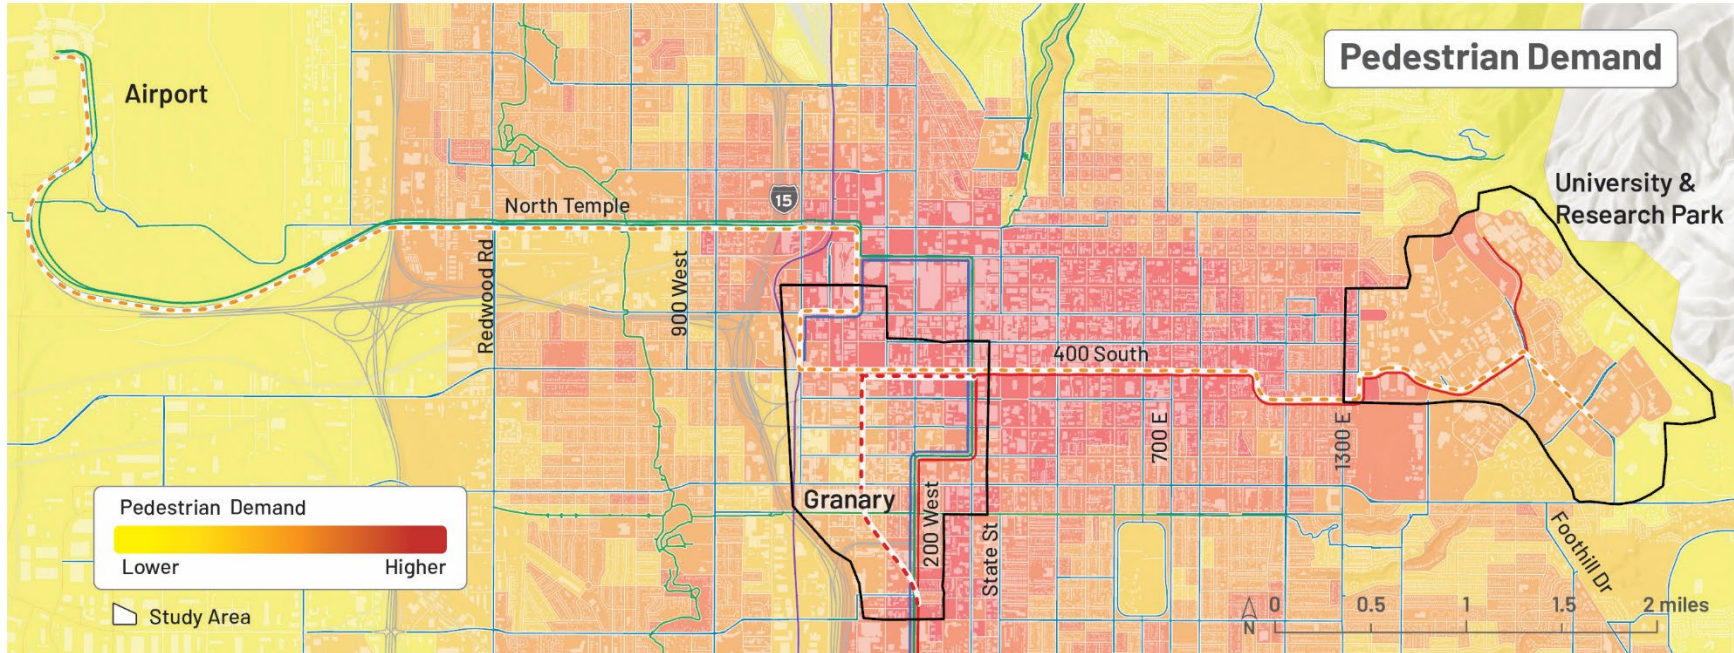 Pedestrian Demand
Airport
University &
Research Park
North Temple
15
Redwood Rd
900 West
400 South
700 E
1300 E
Granary
200 West
State St
Foothill Dr
Pedestrian Demand
Lower
Higher
Study Area
0
0.5
1
1.5
2 miles
N